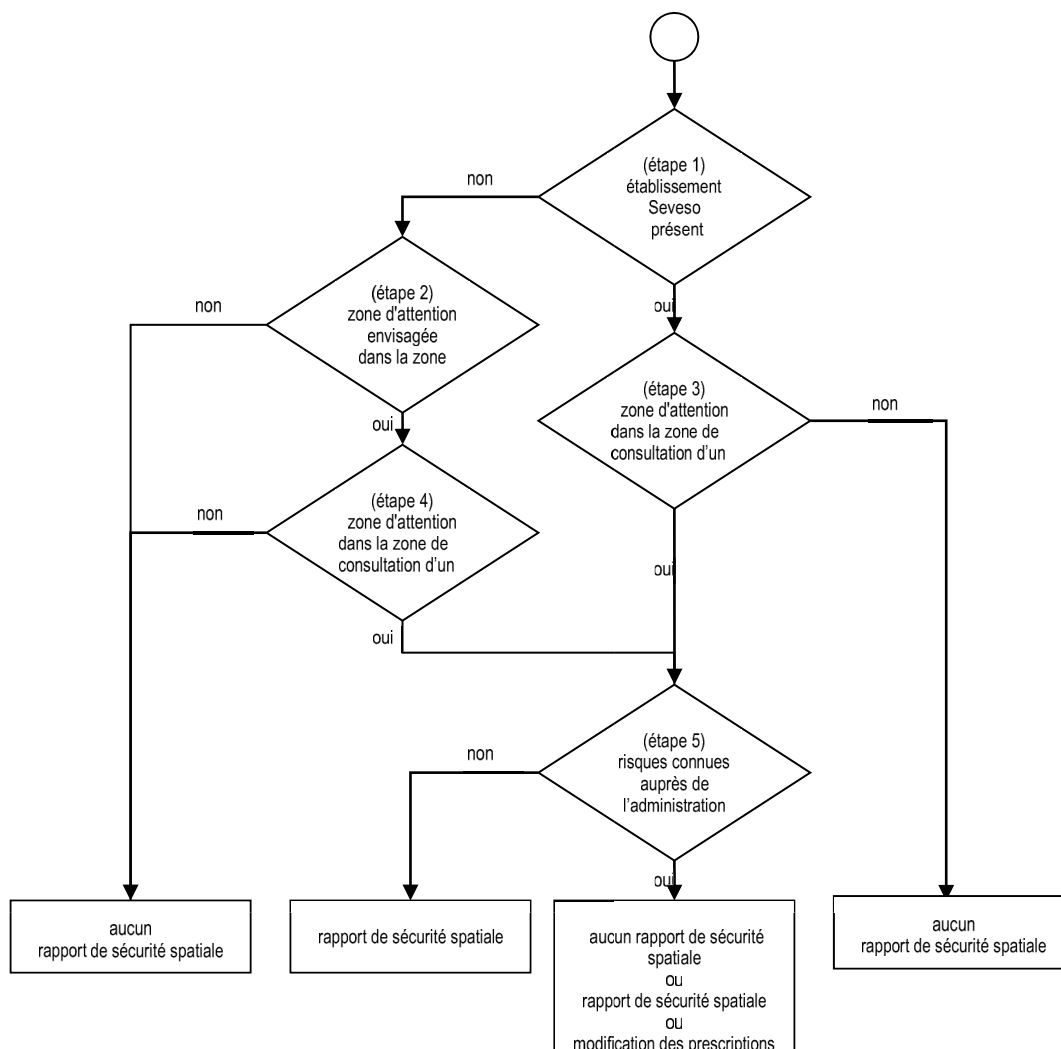 (étape 1)
établissement
Seveso
présent
non
oui
(étape 2)
zone d'attention
envisagée
dans la zone
non
oui
(étape 3)
zone d'attention
dans la zone de
consultation d'un
non
oui
(étape 4)
zone d'attention
dans la zone de
consultation d'un
non
oui
(étape 5)
risques connues
auprès de
l'administration
non
oui
aucun
rapport de sécurité spatiale
rapport de sécurité spatiale
aucun rapport de sécurité
spatiale
ou
rapport de sécurité spatiale
ou
modification des prescriptions
aucun
rapport de sécurité spatiale